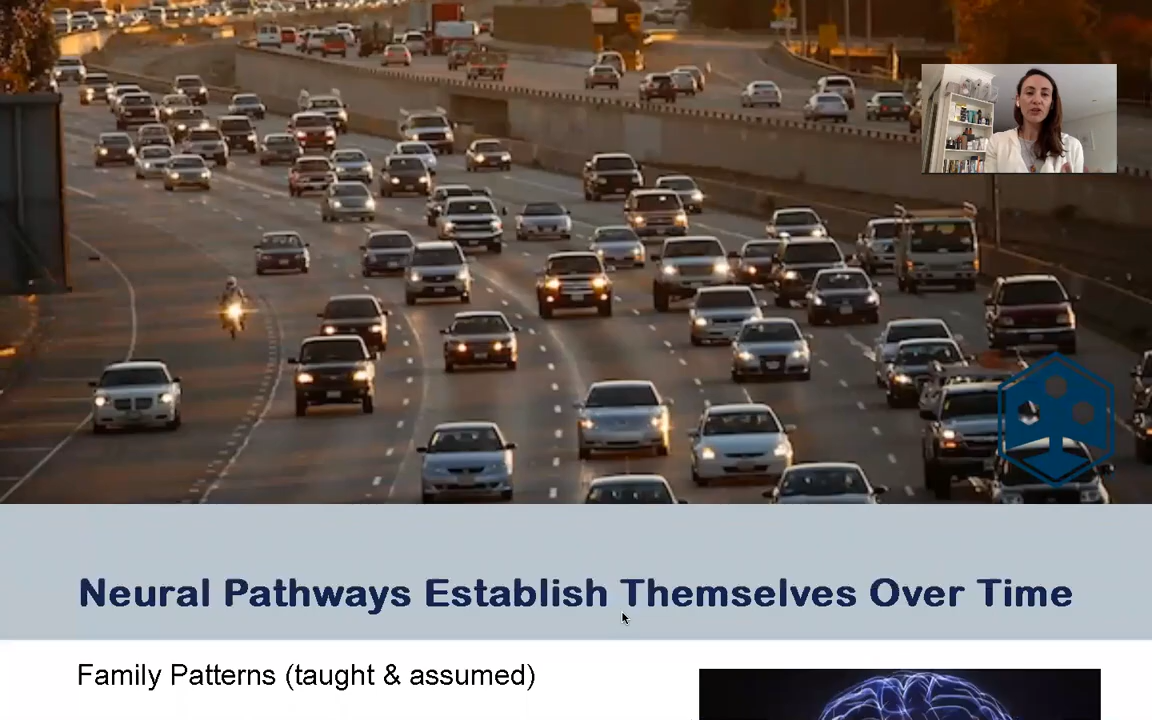 Neural Pathways Establish Themselves Over Time
Family Patterns (taught & assumed)